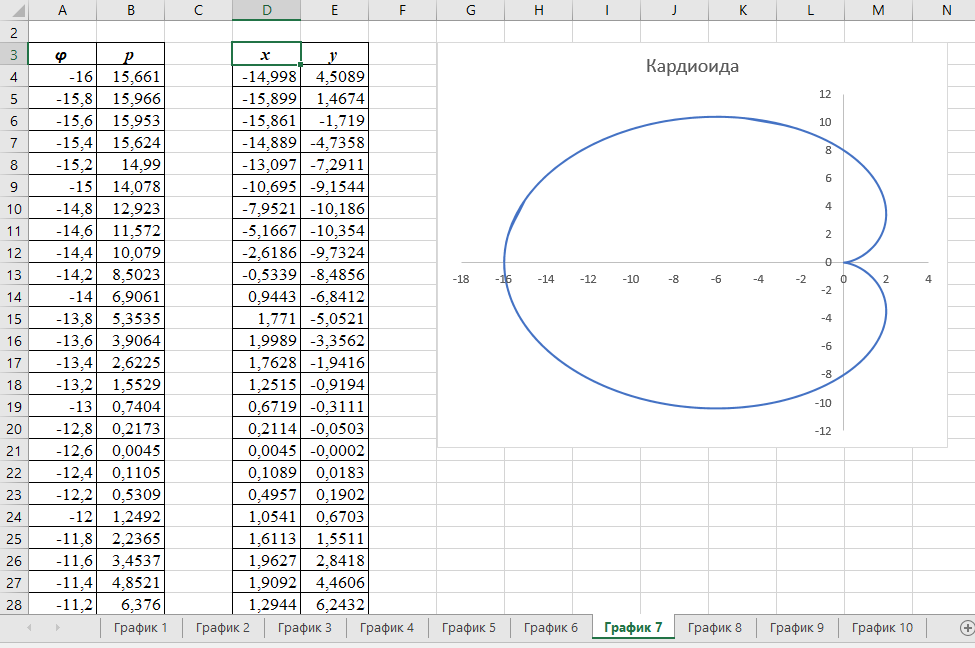 A B C D E F G H I J K L M N
2
3 φ p x y
4 -16 15,661 -14,998 4,5089
5 -15,8 15,966 -15,899 1,4674
6 -15,6 15,953 -15,861 -1,719
7 -15,4 15,624 -14,889 -4,7358
8 -15,2 14,99 -13,097 -7,2911
9 -15 14,078 -10,695 -9,1544
10 -14,8 12,923 -7,9521 -10,186
11 -14,6 11,572 -5,1667 -10,354
12 -14,4 10,079 -2,6186 -9,7324
13 -14,2 8,5023 -0,5339 -8,4856
14 -14 6,9061 0,9443 -6,8412
15 -13,8 5,3535 1,771 -5,0521
16 -13,6 3,9064 1,9989 -3,3562
17 -13,4 2,6225 1,7628 -1,9416
18 -13,2 1,5529 1,2515 -0,9194
19 -13 0,7404 0,6719 -0,3111
20 -12,8 0,2173 0,2114 -0,0503
21 -12,6 0,0045 0,0045 -0,0002
22 -12,4 0,1105 0,1089 0,0183
23 -12,2 0,5309 0,4957 0,1902
24 -12 1,2492 1,0541 0,6703
25 -11,8 2,2365 1,6113 1,5511
26 -11,6 3,4537 1,9627 2,8418
27 -11,4 4,8521 1,9092 4,4606
28 -11,2 6,376 1,2944 6,2432
Кардиоида
12
10
8
6
4
2
0
-18 -16 -14 -12 -10 -8 -6 -4 -2 0 2 4
-2
-4
-6
-8
-10
-12
График 1 График 2 График 3 График 4 График 5 График 6 График 7 График 8 График 9 График 10